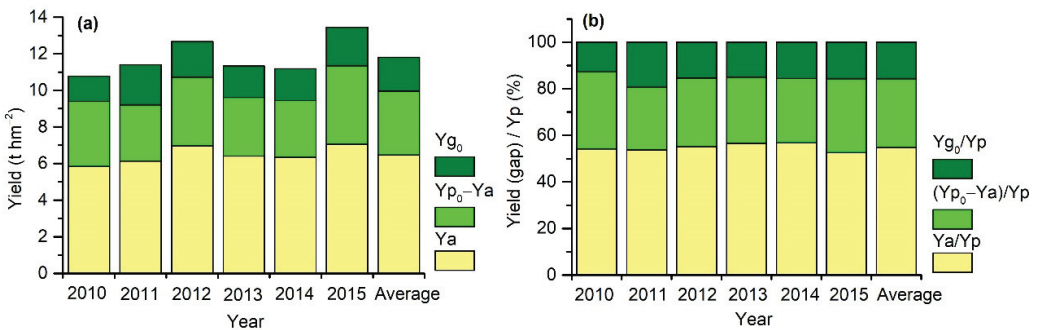 (a)
Yield (t hm⁻²)
14
12
10
8
6
4
2
0
2010 2011 2012 2013 2014 2015 Average
Year
Yg₀
Yp₀−Ya
Ya
(b)
Yield (gap) / Yp (%)
100
80
60
40
20
0
2010 2011 2012 2013 2014 2015 Average
Year
Yg₀/Yp
(Yp₀−Ya)/Yp
Ya/Yp